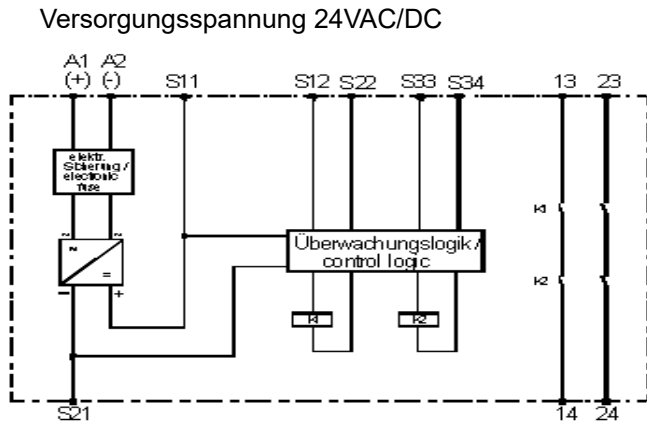 Versorgungsspannung 24VAC/DC
A1 A2
(+) (-) S11 S12 S22 S33 S34 13 23
elektr.
Sicherung /
electronic
fuse
K1
~ ~
Überwachungslogik /
control logic
~
=
K2
- +
K1 K2
S21 14 24